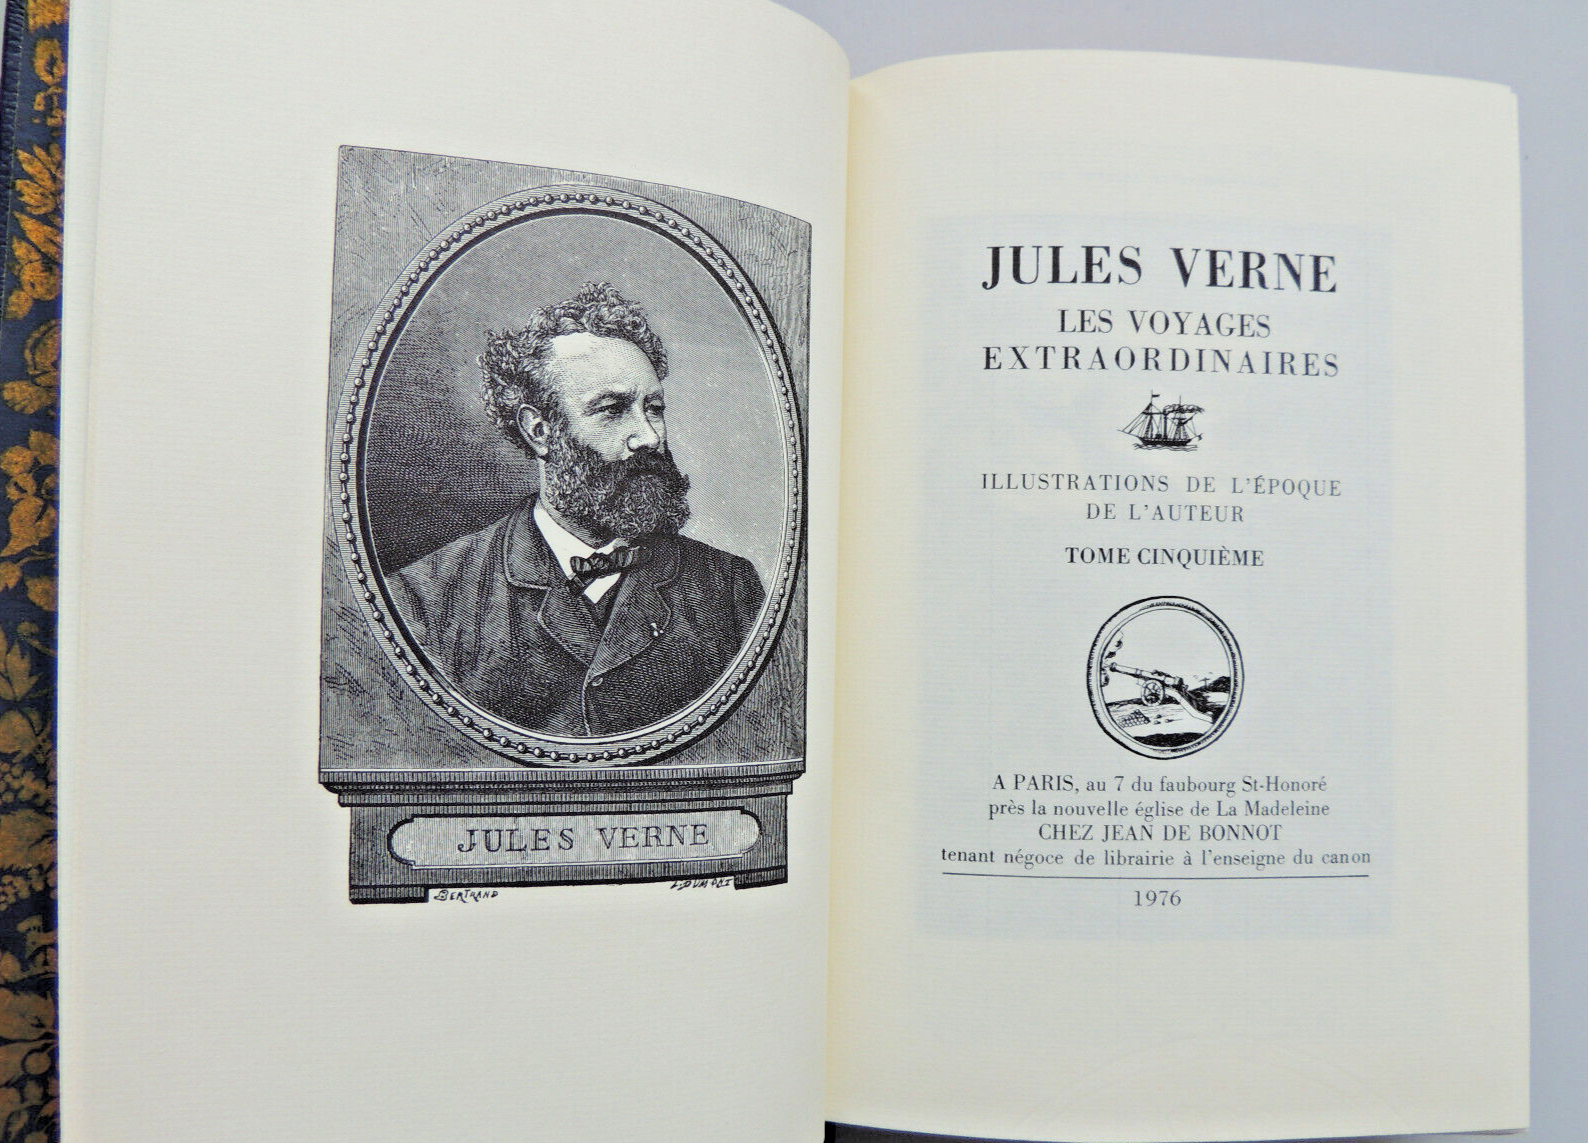 JULES VERNE
BERTRAND
L. DUMONT
JULES VERNE
LES VOYAGES
EXTRAORDINAIRES
ILLUSTRATIONS DE L'ÉPOQUE
DE L'AUTEUR
TOME CINQUIÈME
A PARIS, au 7 du faubourg St-Honoré
près la nouvelle église de La Madeleine
CHEZ JEAN DE BONNOT
tenant négoce de librairie à l'enseigne du canon
1976